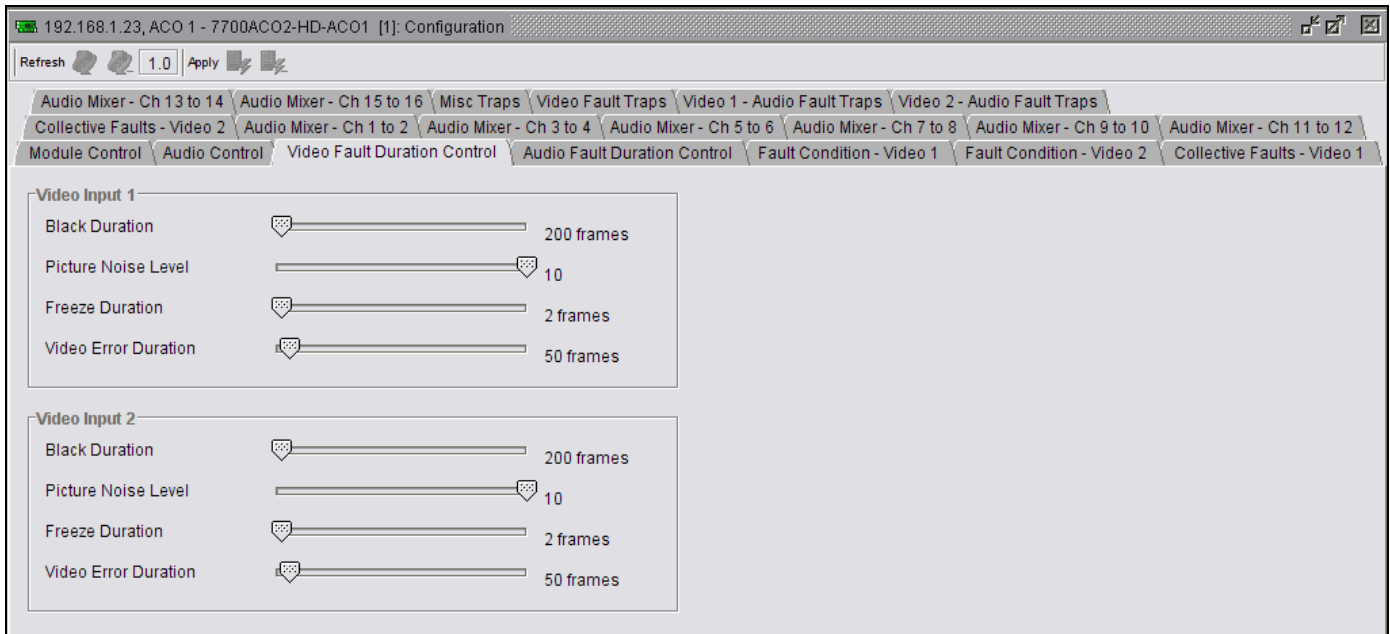 192.168.1.23, ACO 1 - 7700ACO2-HD-ACO1 [1]: Configuration
Refresh 1.0 Apply
Audio Mixer - Ch 13 to 14 Audio Mixer - Ch 15 to 16 Misc Traps Video Fault Traps Video 1 - Audio Fault Traps Video 2 - Audio Fault Traps
Collective Faults - Video 2 Audio Mixer - Ch 1 to 2 Audio Mixer - Ch 3 to 4 Audio Mixer - Ch 5 to 6 Audio Mixer - Ch 7 to 8 Audio Mixer - Ch 9 to 10 Audio Mixer - Ch 11 to 12
Module Control Audio Control Video Fault Duration Control Audio Fault Duration Control Fault Condition - Video 1 Fault Condition - Video 2 Collective Faults - Video 1
Video Input 1
Black Duration 200 frames
Picture Noise Level 10
Freeze Duration 2 frames
Video Error Duration 50 frames
Video Input 2
Black Duration 200 frames
Picture Noise Level 10
Freeze Duration 2 frames
Video Error Duration 50 frames